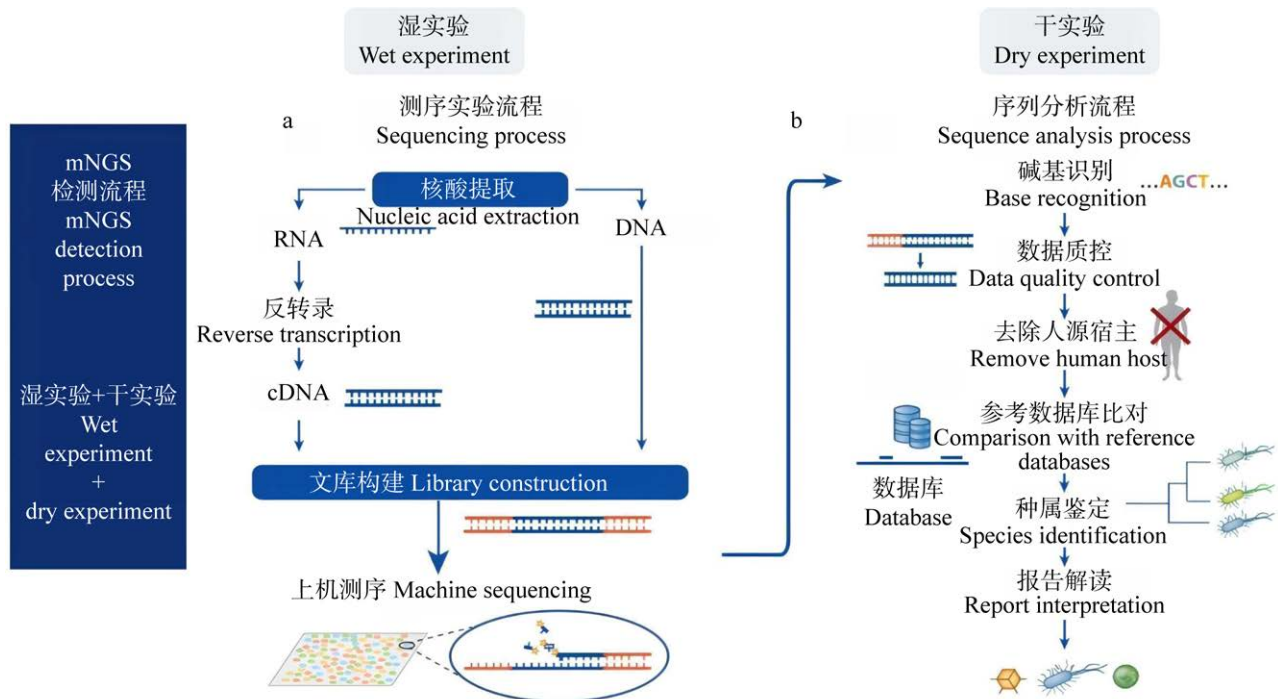 湿实验
Wet experiment
干实验
Dry experiment
mNGS
检测流程
mNGS
detection
process
湿实验+干实验
Wet
experiment
+
dry experiment
a
测序实验流程
Sequencing process
核酸提取
Nucleic acid extraction
RNA
DNA
反转录
Reverse transcription
cDNA
文库构建 Library construction
上机测序 Machine sequencing
b
序列分析流程
Sequence analysis process
碱基识别
Base recognition
...AGCT...
数据质控
Data quality control
去除人源宿主
Remove human host
参考数据库比对
Comparison with reference
databases
数据库
Database
种属鉴定
Species identification
报告解读
Report interpretation